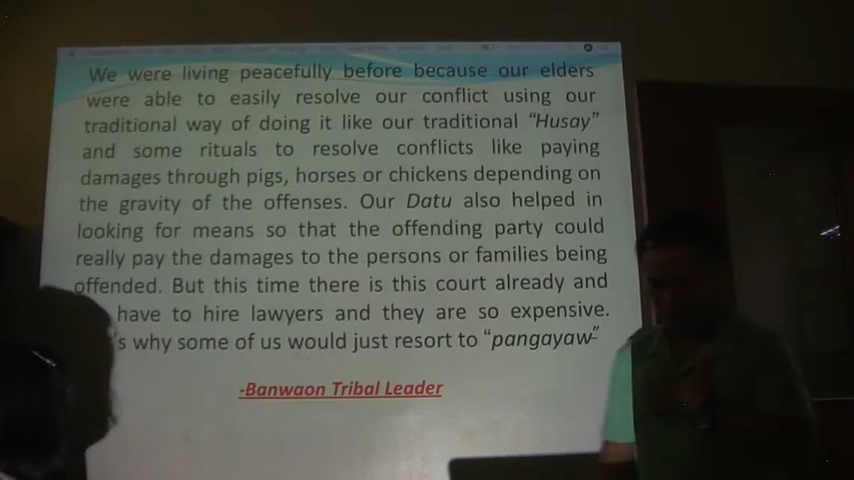 We were living peacefully before because our elders
were able to easily resolve our conflict using our
traditional way of doing it like our traditional "Husay"
and some rituals to resolve conflicts like paying
damages through pigs, horses or chickens depending on
the gravity of the offenses. Our Datu also helped in
looking for means so that the offending party could
really pay the damages to the persons or families being
offended. But this time there is this court already and
have to hire lawyers and they are so expensive.
's why some of us would just resort to "pangayaw"
-Banwaon Tribal Leader